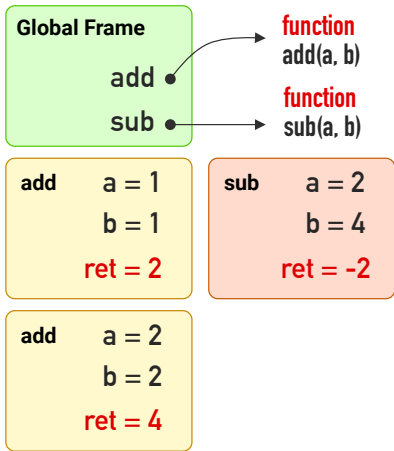 Global Frame
add
sub
function
add(a, b)
function
sub(a, b)
add
a = 1
b = 1
ret = 2
sub
a = 2
b = 4
ret = -2
add
a = 2
b = 2
ret = 4